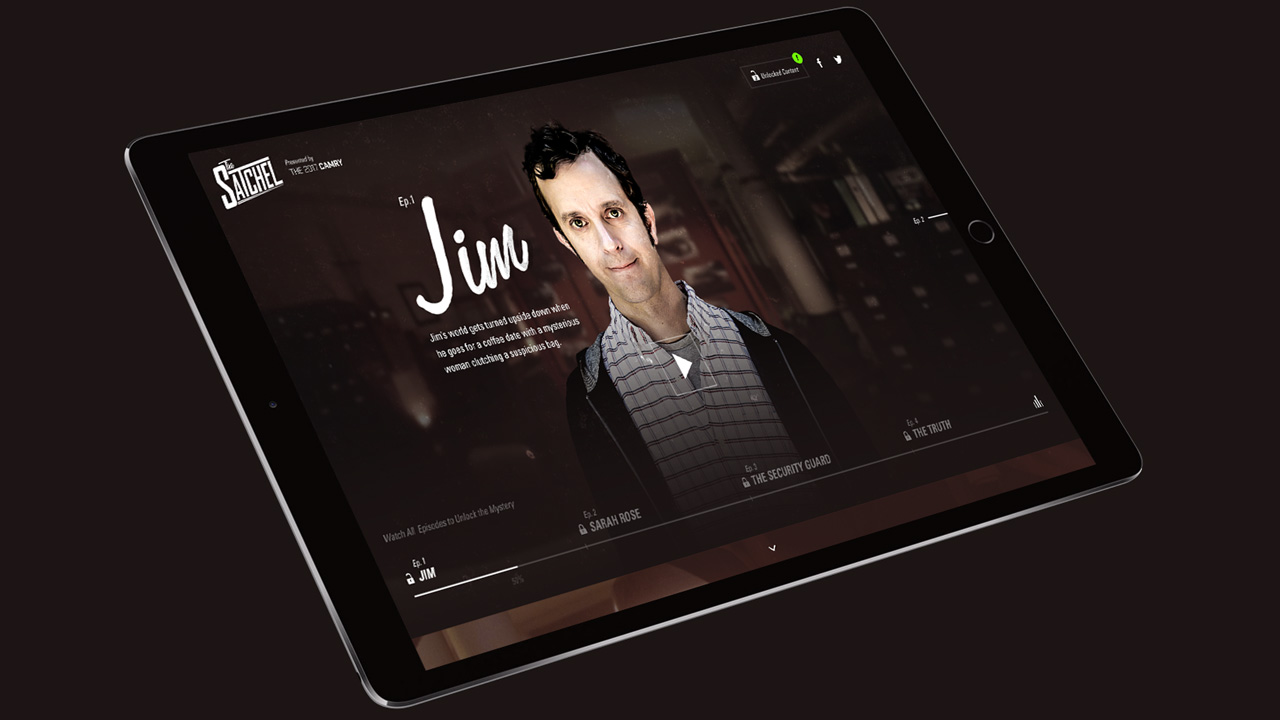 The
SATCHEL
Presented by
THE 2017 CAMRY
1
Unlocked Content
Ep.1
Jim
Jim's world gets turned upside down when
he goes for a coffee date with a mysterious
woman clutching a suspicious bag.
Ep.2
Watch All Episodes to Unlock the Mystery
Ep.1
JIM
50%
Ep.2
SARAH ROSE
Ep.3
THE SECURITY GUARD
Ep.4
THE TRUTH